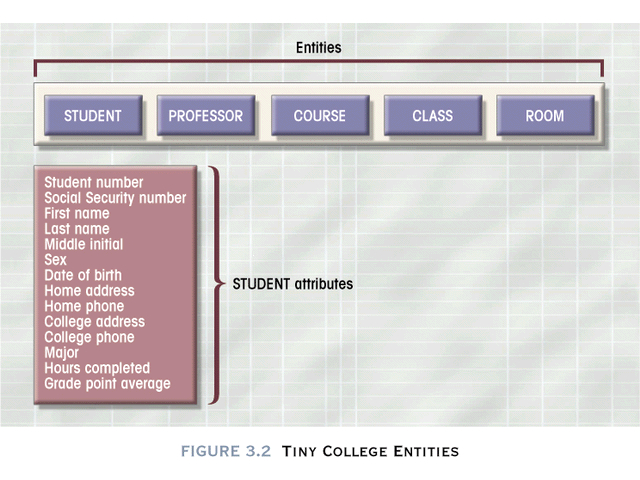 Entities
STUDENT PROFESSOR COURSE CLASS ROOM
Student number
Social Security number
First name
Last name
Middle initial
Sex
Date of birth
Home address
Home phone
College address
College phone
Major
Hours completed
Grade point average
STUDENT attributes
FIGURE 3.2 TINY COLLEGE ENTITIES